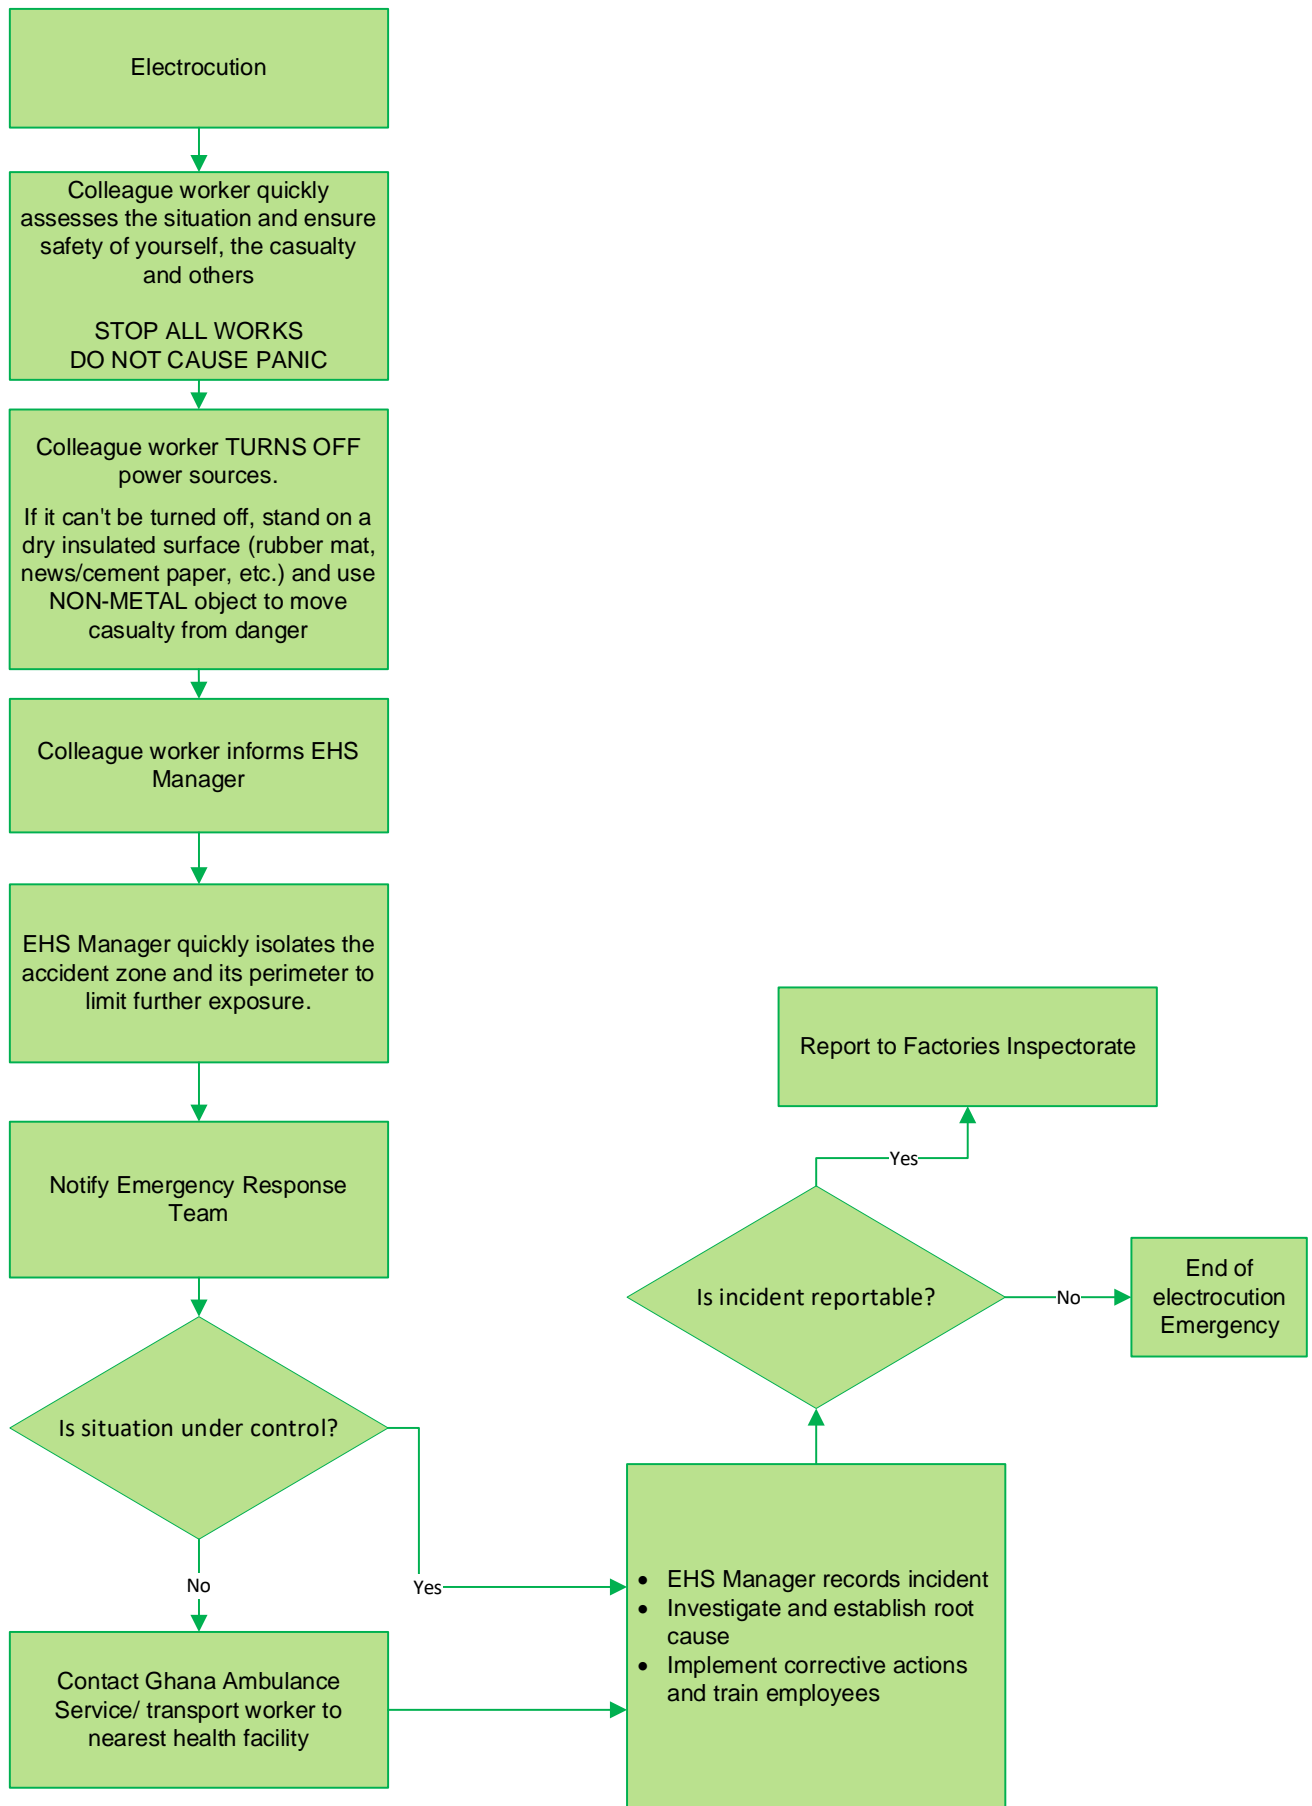 Electrocution
Colleague worker quickly
assesses the situation and ensure
safety of yourself, the casualty
and others
STOP ALL WORKS
DO NOT CAUSE PANIC
Colleague worker TURNS OFF
power sources.
If it can't be turned off, stand on a
dry insulated surface (rubber mat,
news/cement paper, etc.) and use
NON-METAL object to move
casualty from danger
Colleague worker informs EHS
Manager
EHS Manager quickly isolates the
accident zone and its perimeter to
limit further exposure.
Notify Emergency Response
Team
Is situation under control?
No
Yes
Contact Ghana Ambulance
Service/ transport worker to
nearest health facility
• EHS Manager records incident
• Investigate and establish root
cause
• Implement corrective actions
and train employees
Is incident reportable?
Yes
No
Report to Factories Inspectorate
End of
electrocution
Emergency